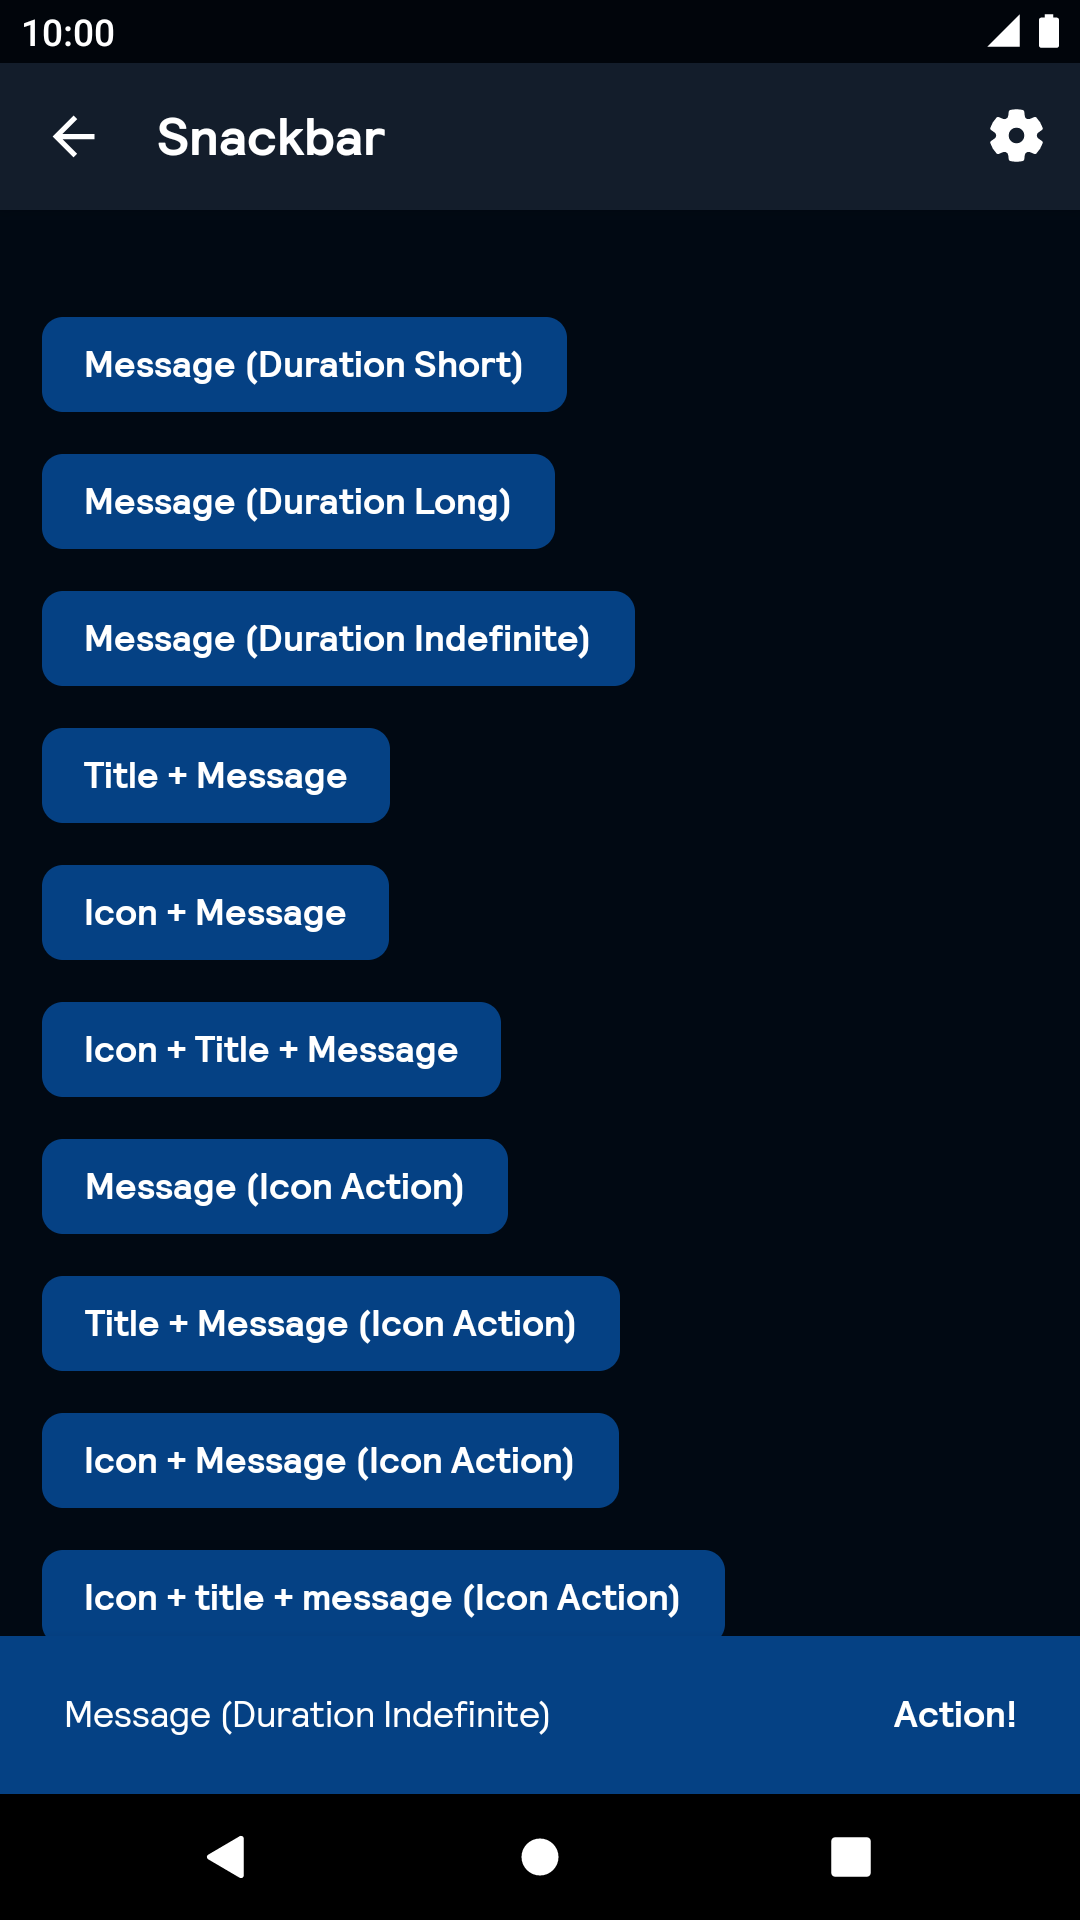 10:00
Snackbar
Message (Duration Short)
Message (Duration Long)
Message (Duration Indefinite)
Title + Message
Icon + Message
Icon + Title + Message
Message (Icon Action)
Title + Message (Icon Action)
Icon + Message (Icon Action)
Icon + title + message (Icon Action)
Message (Duration Indefinite) Action!